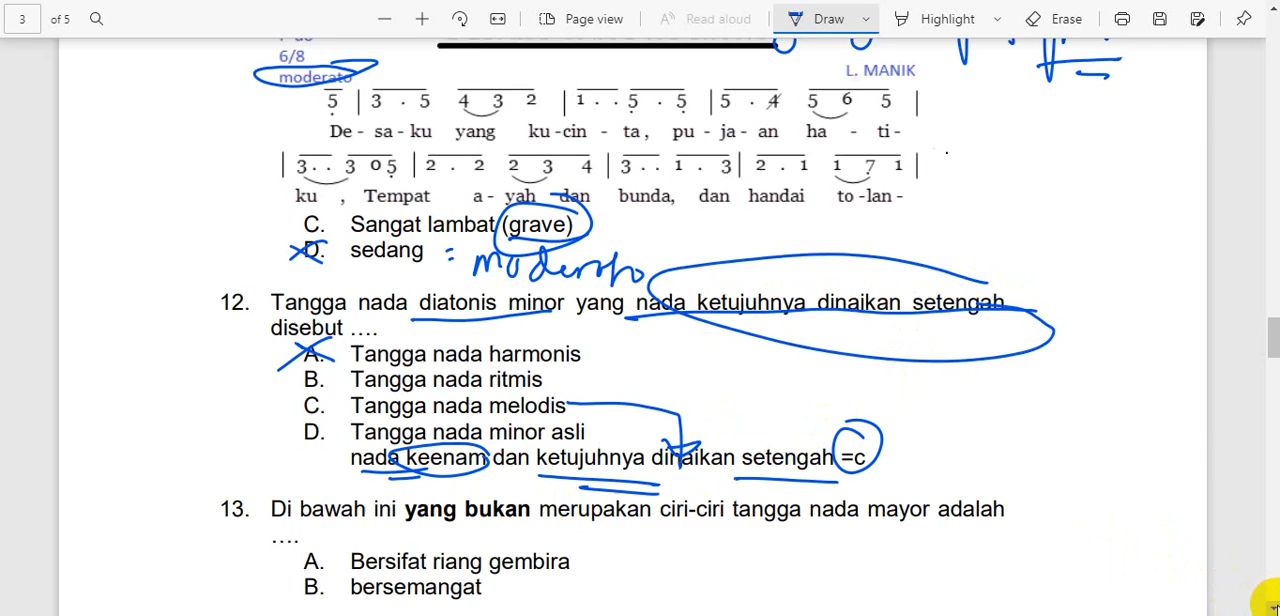 3 of 5 Page view Read aloud Draw Highlight Erase
6/8
moderato
L. MANIK
5 | 3 . 5 4 3 2 | 1 . . 5 . 5 | 5 . 4 5 6 5 |
De - sa - ku yang ku - cin - ta , pu - ja - an ha - ti -
| 3 . . 3 0 5 | 2 . 2 2 3 4 | 3 . . 1 . 3 | 2 . 1 1 7 1 |
ku , Tempat a - yah dan bunda, dan handai to -lan -
C. Sangat lambat (grave)
D. sedang = moderato
12. Tangga nada diatonis minor yang nada ketujuhnya dinaikan setengah
disebut ….
A. Tangga nada harmonis
B. Tangga nada ritmis
C. Tangga nada melodis
D. Tangga nada minor asli
nada keenam dan ketujuhnya dinaikan setengah =c
13. Di bawah ini yang bukan merupakan ciri-ciri tangga nada mayor adalah
….
A. Bersifat riang gembira
B. bersemangat